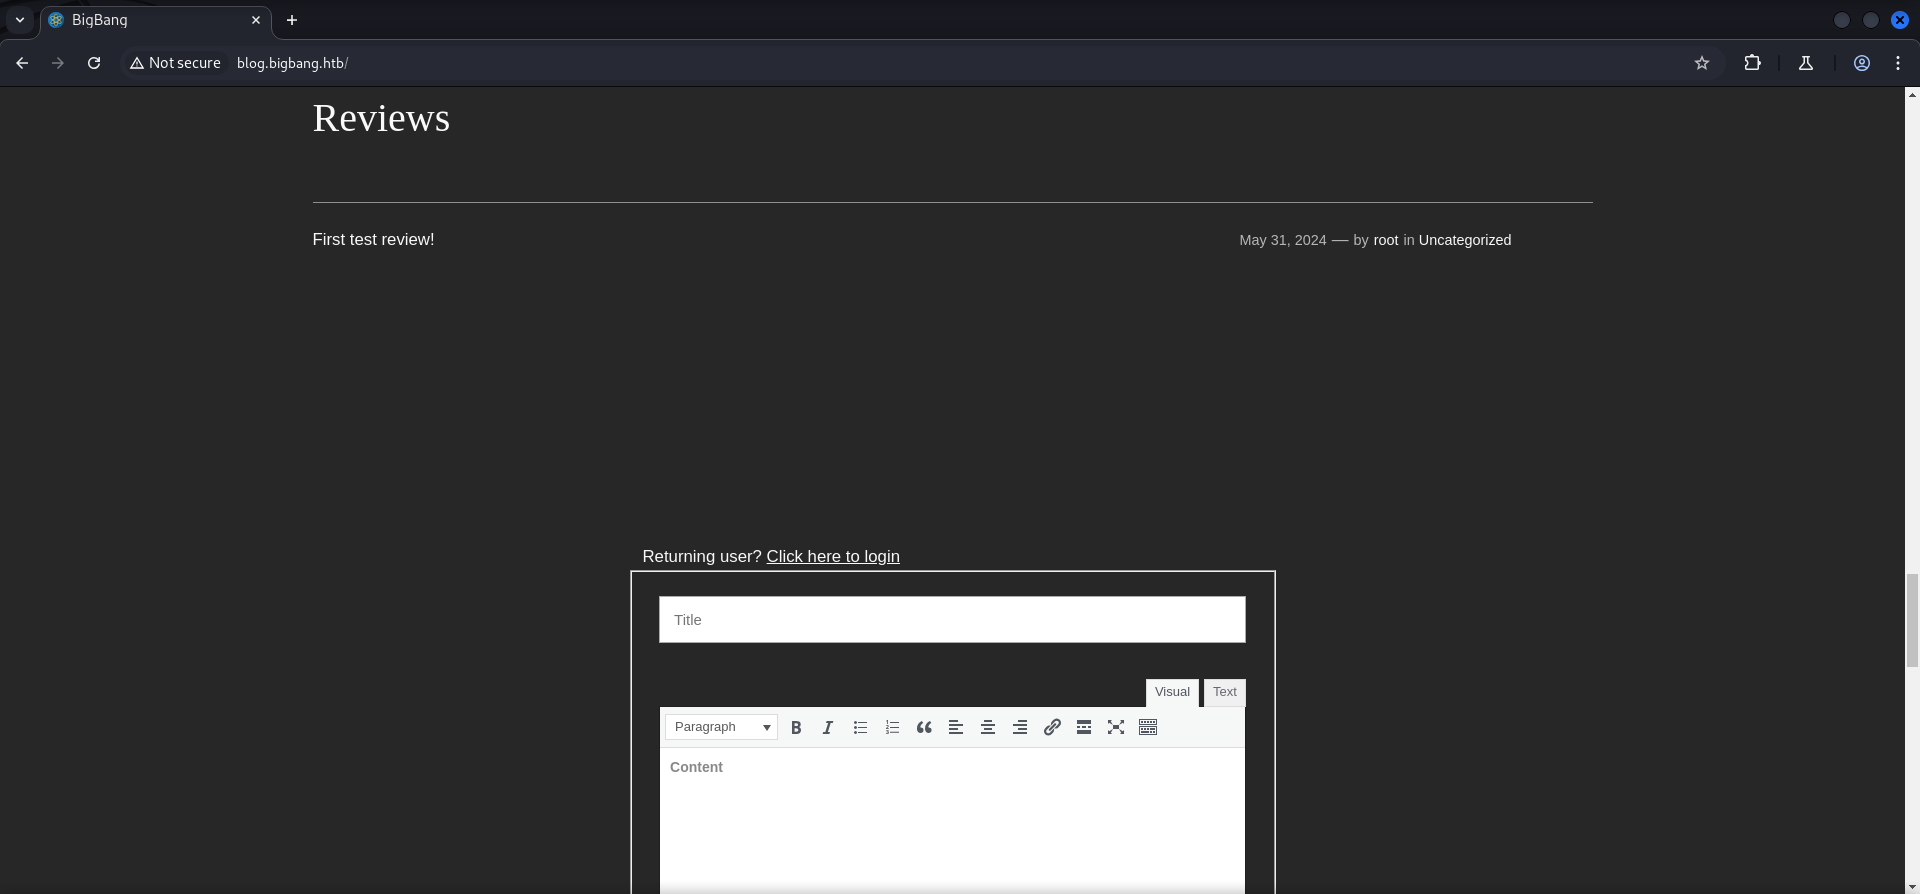 BigBang
Not secure blog.bigbang.htb/
Reviews
First test review! May 31, 2024 — by root in Uncategorized
Returning user? Click here to login
Title
Visual Text
Paragraph
Content